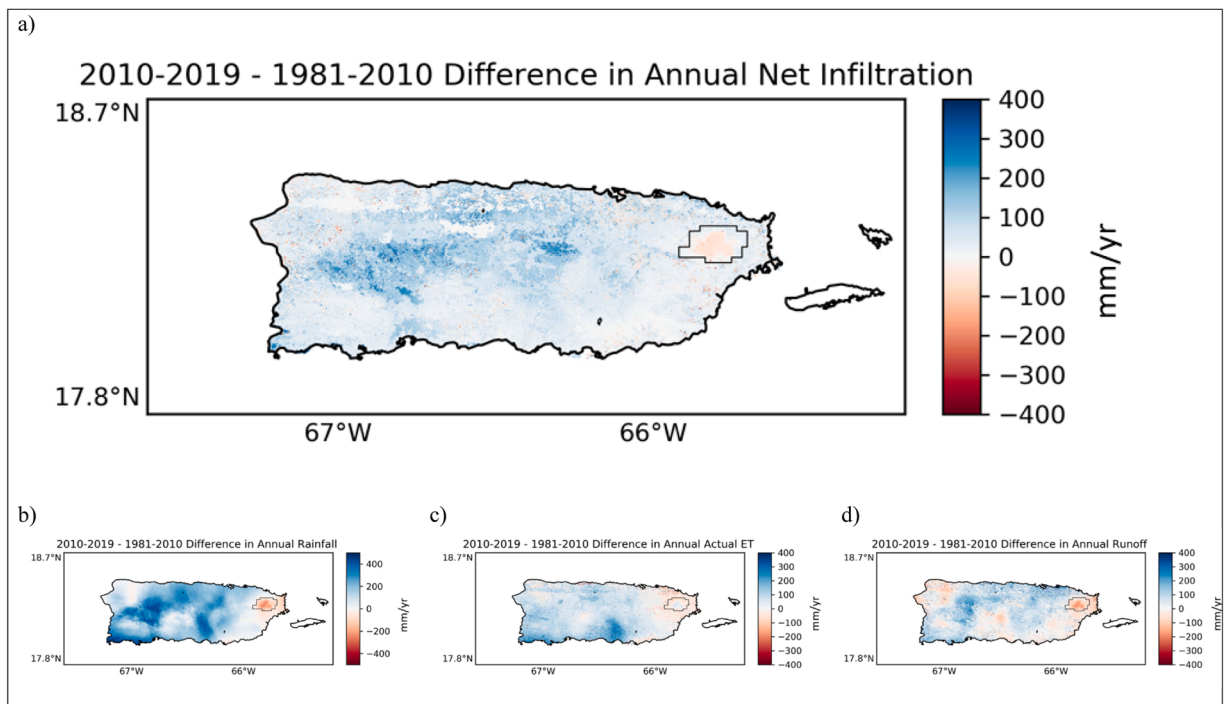 a)
2010-2019 - 1981-2010 Difference in Annual Net Infiltration
18.7°N
17.8°N
67°W
66°W
400
300
200
100
0
−100
−200
−300
−400
mm/yr
b)
2010-2019 - 1981-2010 Difference in Annual Rainfall
18.7°N
17.8°N
67°W
66°W
400
200
0
−200
−400
mm/yr
c)
2010-2019 - 1981-2010 Difference in Annual Actual ET
18.7°N
17.8°N
67°W
66°W
400
300
200
100
0
−100
−200
−300
−400
mm/yr
d)
2010-2019 - 1981-2010 Difference in Annual Runoff
18.7°N
17.8°N
67°W
66°W
400
300
200
100
0
−100
−200
−300
−400
mm/yr